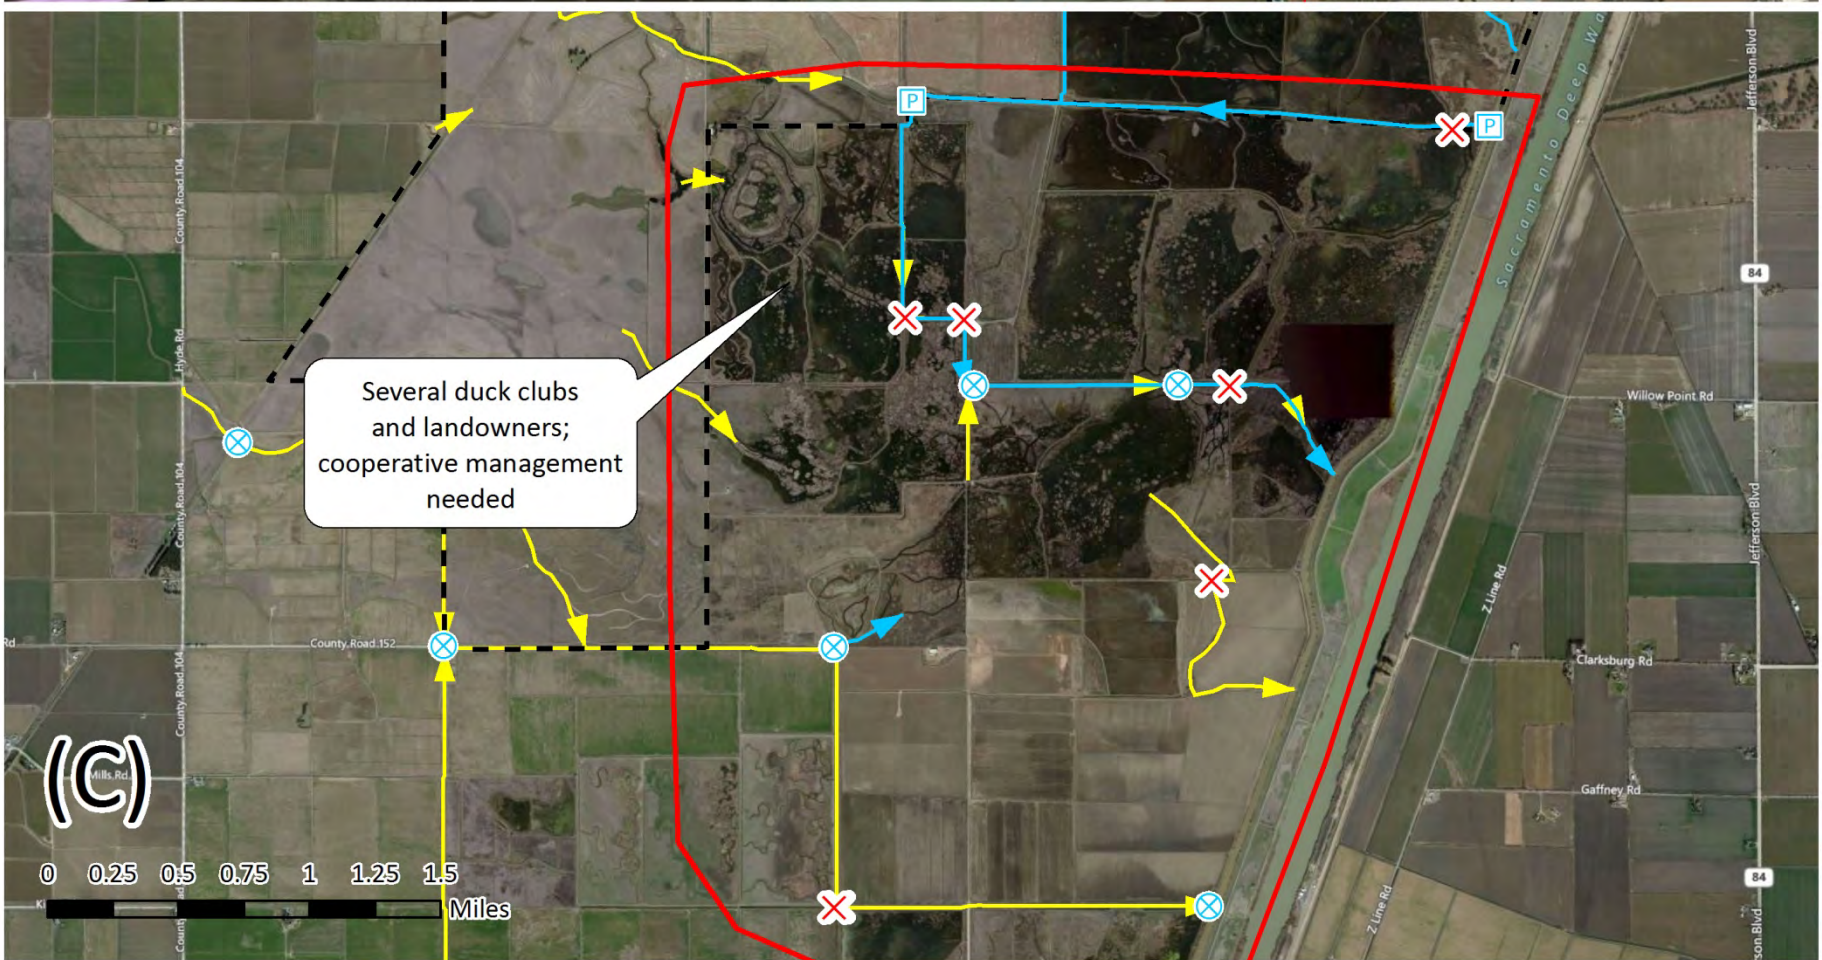 Sacramento Deep Wa
Jefferson Blvd
P
P
County Road 104
84
Hyde Rd
Several duck clubs
and landowners;
cooperative management
needed
Willow Point Rd
County Road 104
Jefferson Blvd
Z Line Rd
Rd
County Road 152
Clarksburg Rd
County Road 104
(C)
Mills Rd
Gaffney Rd
0 0.25 0.5 0.75 1 1.25 1.5
Miles
84
Z Line Rd